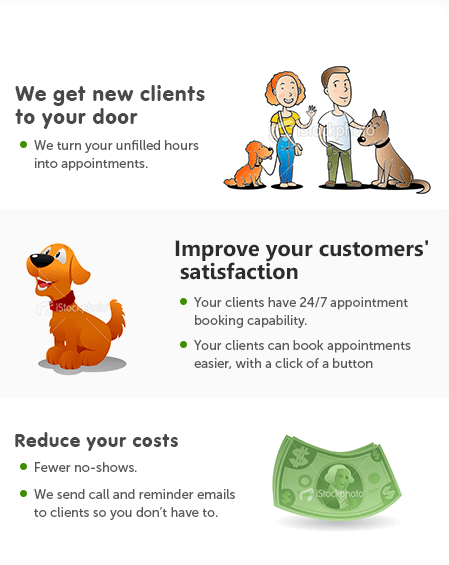 We get new clients
to your door
We turn your unfilled hours
into appointments.
iStockphoto
Improve your customers'
satisfaction
Your clients have 24/7 appointment
booking capability.
Your clients can book appointments
easier, with a click of a button
iStockphoto
Reduce your costs
Fewer no-shows.
We send call and reminder emails
to clients so you don’t have to.
iStockphoto